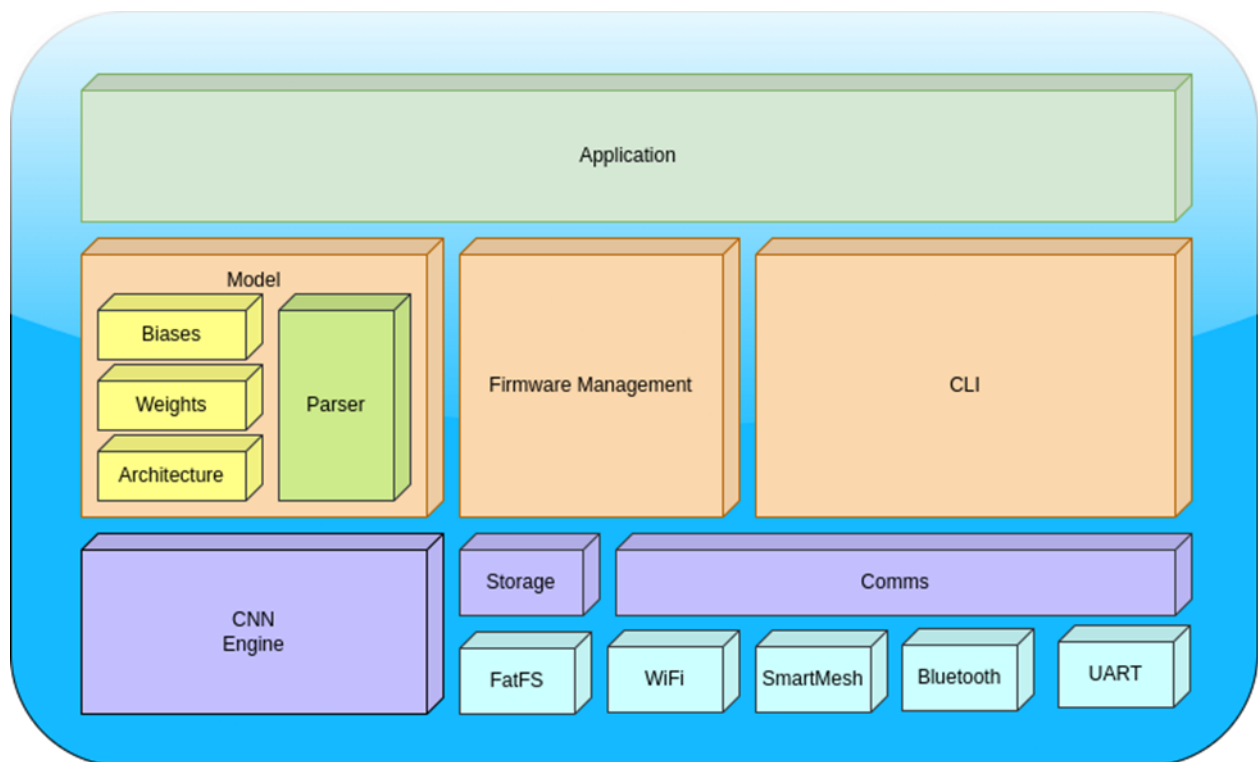 Application
Model
Biases
Weights
Architecture
Parser
Firmware Management
CLI
CNN
Engine
Storage
Comms
FatFS
WiFi
SmartMesh
Bluetooth
UART